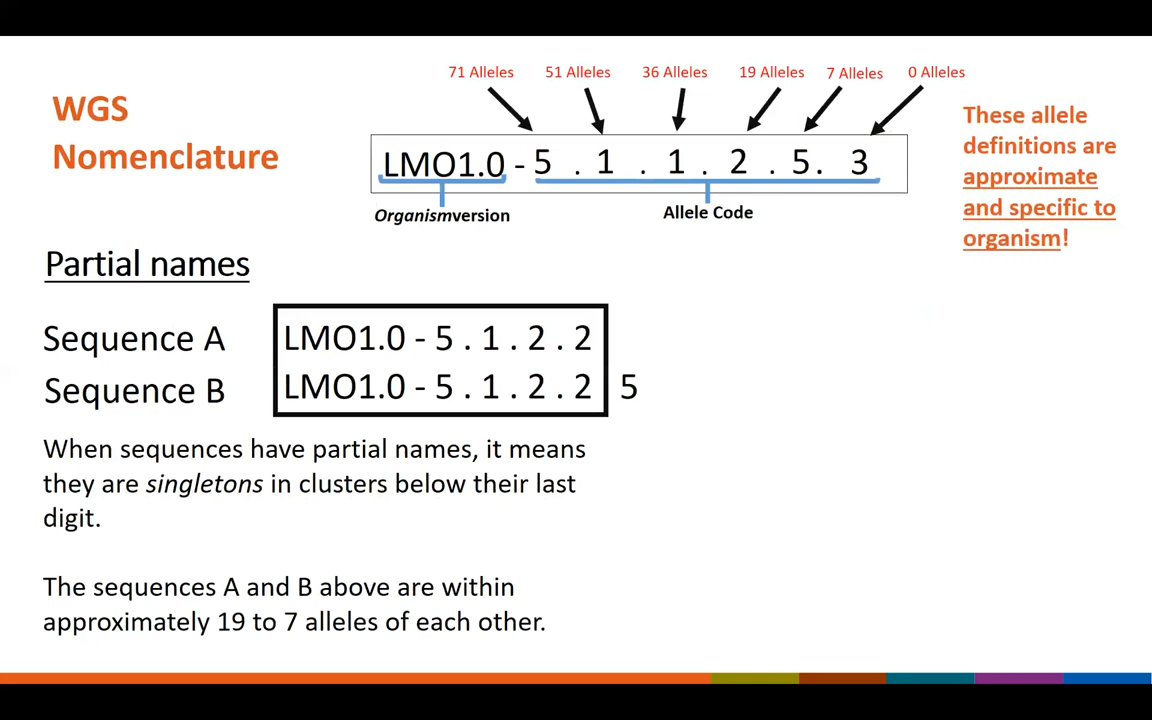 WGS
Nomenclature
71 Alleles 51 Alleles 36 Alleles 19 Alleles 7 Alleles 0 Alleles
LMO1.0 - 5 . 1 . 1 . 2 . 5 . 3
Organismversion Allele Code
These allele
definitions are
approximate
and specific to
organism!
Partial names
Sequence A LMO1.0 - 5 . 1 . 2 . 2
Sequence B LMO1.0 - 5 . 1 . 2 . 2 5
When sequences have partial names, it means
they are singletons in clusters below their last
digit.
The sequences A and B above are within
approximately 19 to 7 alleles of each other.